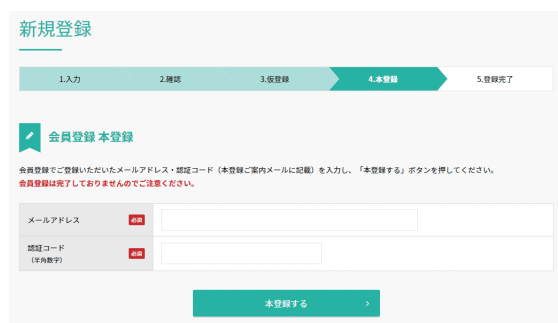 新規登録
1.入力
2.確認
3.仮登録
4.本登録
5.登録完了
会員登録 本登録
会員登録でご登録いただいたメールアドレス・認証コード（本登録ご案内メールに記載）を入力し、「本登録する」ボタンを押してください。
会員登録は完了しておりませんのでご注意ください。
メールアドレス 必須
認証コード 必須
（半角数字）
本登録する